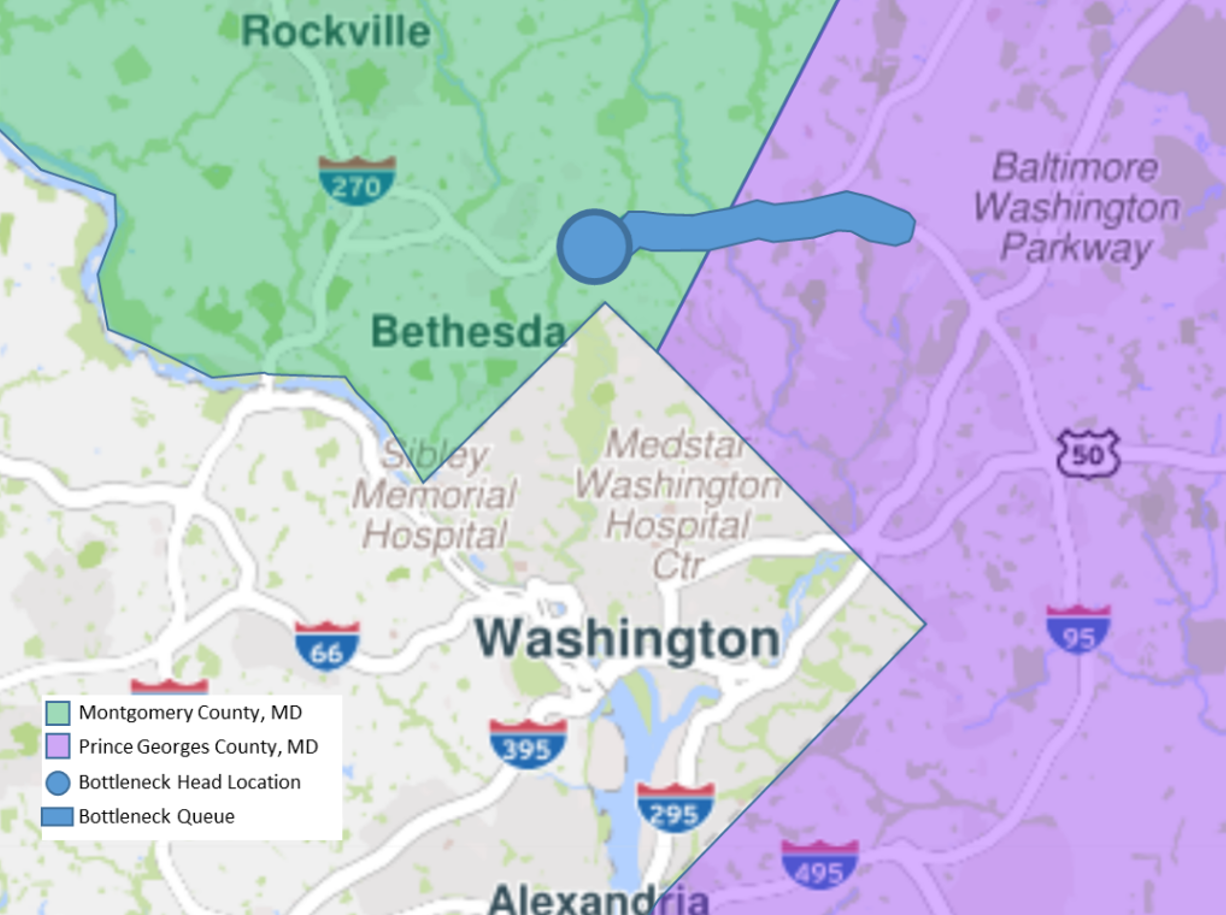 Rockville
270
Baltimore
Washington
Parkway
Bethesda
Sibley
Memorial
Hospital
Medstar
Washington
Hospital
Ctr
50
Washington
66
95
395
295
495
Alexandria
Montgomery County, MD
Prince Georges County, MD
Bottleneck Head Location
Bottleneck Queue